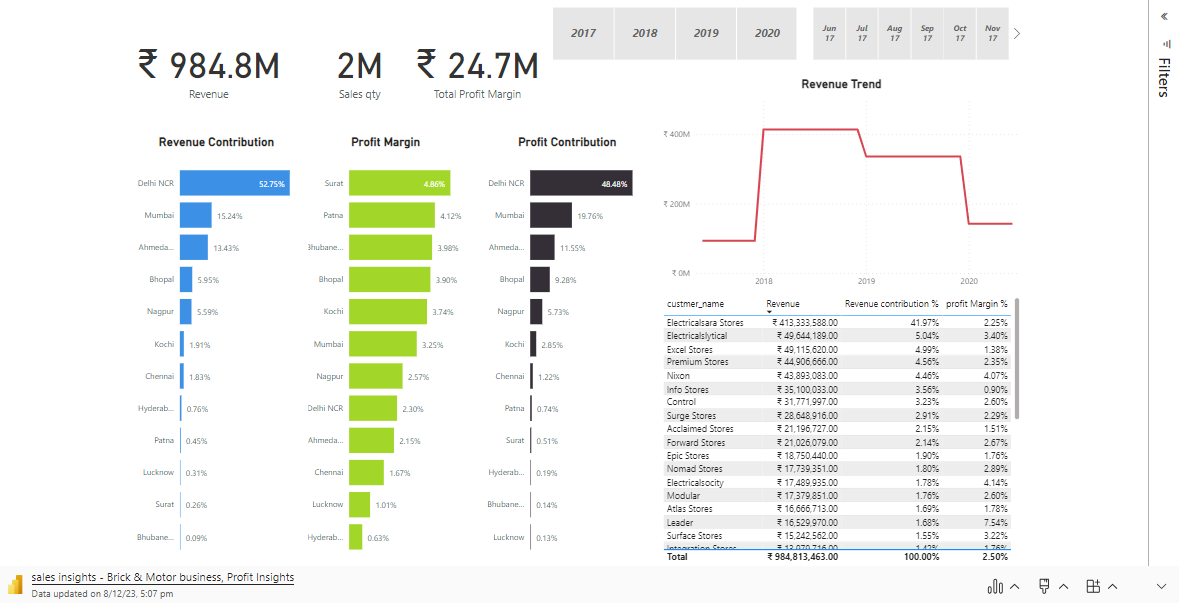 2017 2018 2019 2020
Jun 17 Jul 17 Aug 17 Sep 17 Oct 17 Nov 17
Filters
₹ 984.8M
Revenue
2M
Sales qty
₹ 24.7M
Total Profit Margin
Revenue Contribution
Delhi NCR 52.75%
Mumbai 15.24%
Ahmeda... 13.43%
Bhopal 5.95%
Nagpur 5.59%
Kochi 1.91%
Chennai 1.83%
Hyderab... 0.76%
Patna 0.45%
Lucknow 0.31%
Surat 0.26%
Bhubane... 0.09%
Profit Margin
Surat 4.86%
Patna 4.12%
Bhubane... 3.98%
Bhopal 3.90%
Kochi 3.74%
Mumbai 3.25%
Nagpur 2.57%
Delhi NCR 2.30%
Ahmeda... 2.15%
Chennai 1.67%
Lucknow 1.01%
Hyderab... 0.63%
Profit Contribution
Delhi NCR 48.48%
Mumbai 19.76%
Ahmeda... 11.55%
Bhopal 9.28%
Nagpur 5.73%
Kochi 2.85%
Chennai 1.22%
Patna 0.74%
Surat 0.51%
Hyderab... 0.19%
Bhubane... 0.14%
Lucknow 0.13%
Revenue Trend
₹ 400M
₹ 200M
₹ 0M
2018 2019 2020
custmer_name Revenue Revenue contribution % profit Margin %
Electricalsara Stores ₹ 413,333,588.00 41.97% 2.25%
Electricalslytical ₹ 49,644,189.00 5.04% 3.40%
Excel Stores ₹ 49,115,620.00 4.99% 1.38%
Premium Stores ₹ 44,906,666.00 4.56% 2.35%
Nixon ₹ 43,893,083.00 4.46% 4.07%
Info Stores ₹ 35,100,033.00 3.56% 0.90%
Control ₹ 31,771,997.00 3.23% 2.60%
Surge Stores ₹ 28,648,916.00 2.91% 2.29%
Acclaimed Stores ₹ 21,196,727.00 2.15% 1.51%
Forward Stores ₹ 21,026,079.00 2.14% 2.67%
Epic Stores ₹ 18,750,440.00 1.90% 1.76%
Nomad Stores ₹ 17,739,351.00 1.80% 2.89%
Electricalsocity ₹ 17,489,935.00 1.78% 4.14%
Modular ₹ 17,379,851.00 1.76% 2.60%
Atlas Stores ₹ 16,666,713.00 1.69% 1.78%
Leader ₹ 16,529,970.00 1.68% 7.54%
Surface Stores ₹ 15,242,562.00 1.55% 3.22%
Integration Stores
Total ₹ 984,813,463.00 100.00% 2.50%
sales insights - Brick & Motor business, Profit Insights
Data updated on 8/12/23, 5:07 pm